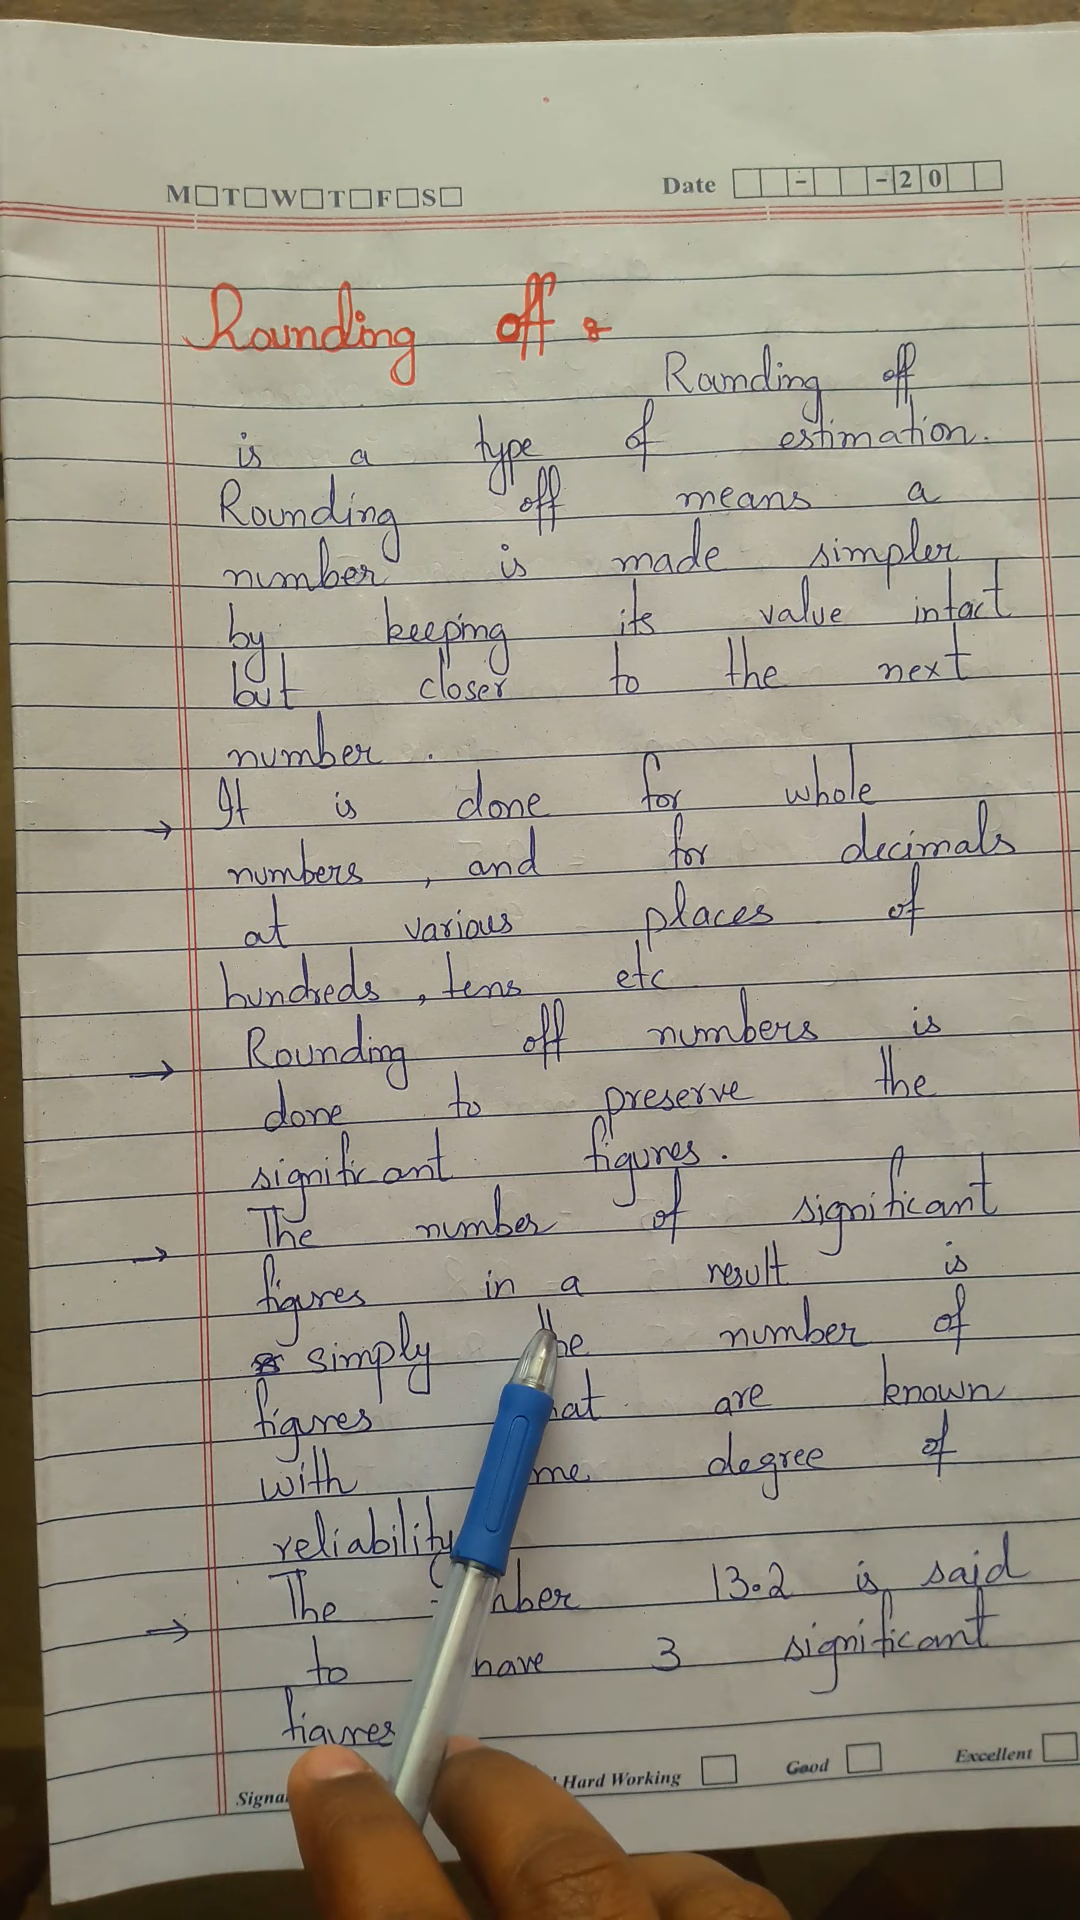 M□T□W□T□F□S□
Date - -20
Rounding off :
Rounding off
is a type of estimation.
Rounding off means a
number is made simpler
by keeping its value intact
but closer to the next
number.
→ It is done for whole
numbers, and for decimals
at various places of
hundreds, tens etc
→ Rounding off numbers is
done to preserve the
significant figures.
→ The number of significant
figures in a result is
simply the number of
figures hat are known
with me degree of
reliability
→ The nber 13.2 is said
to have 3 significant
figures
Signa Hard Working □ Good □ Excellent □